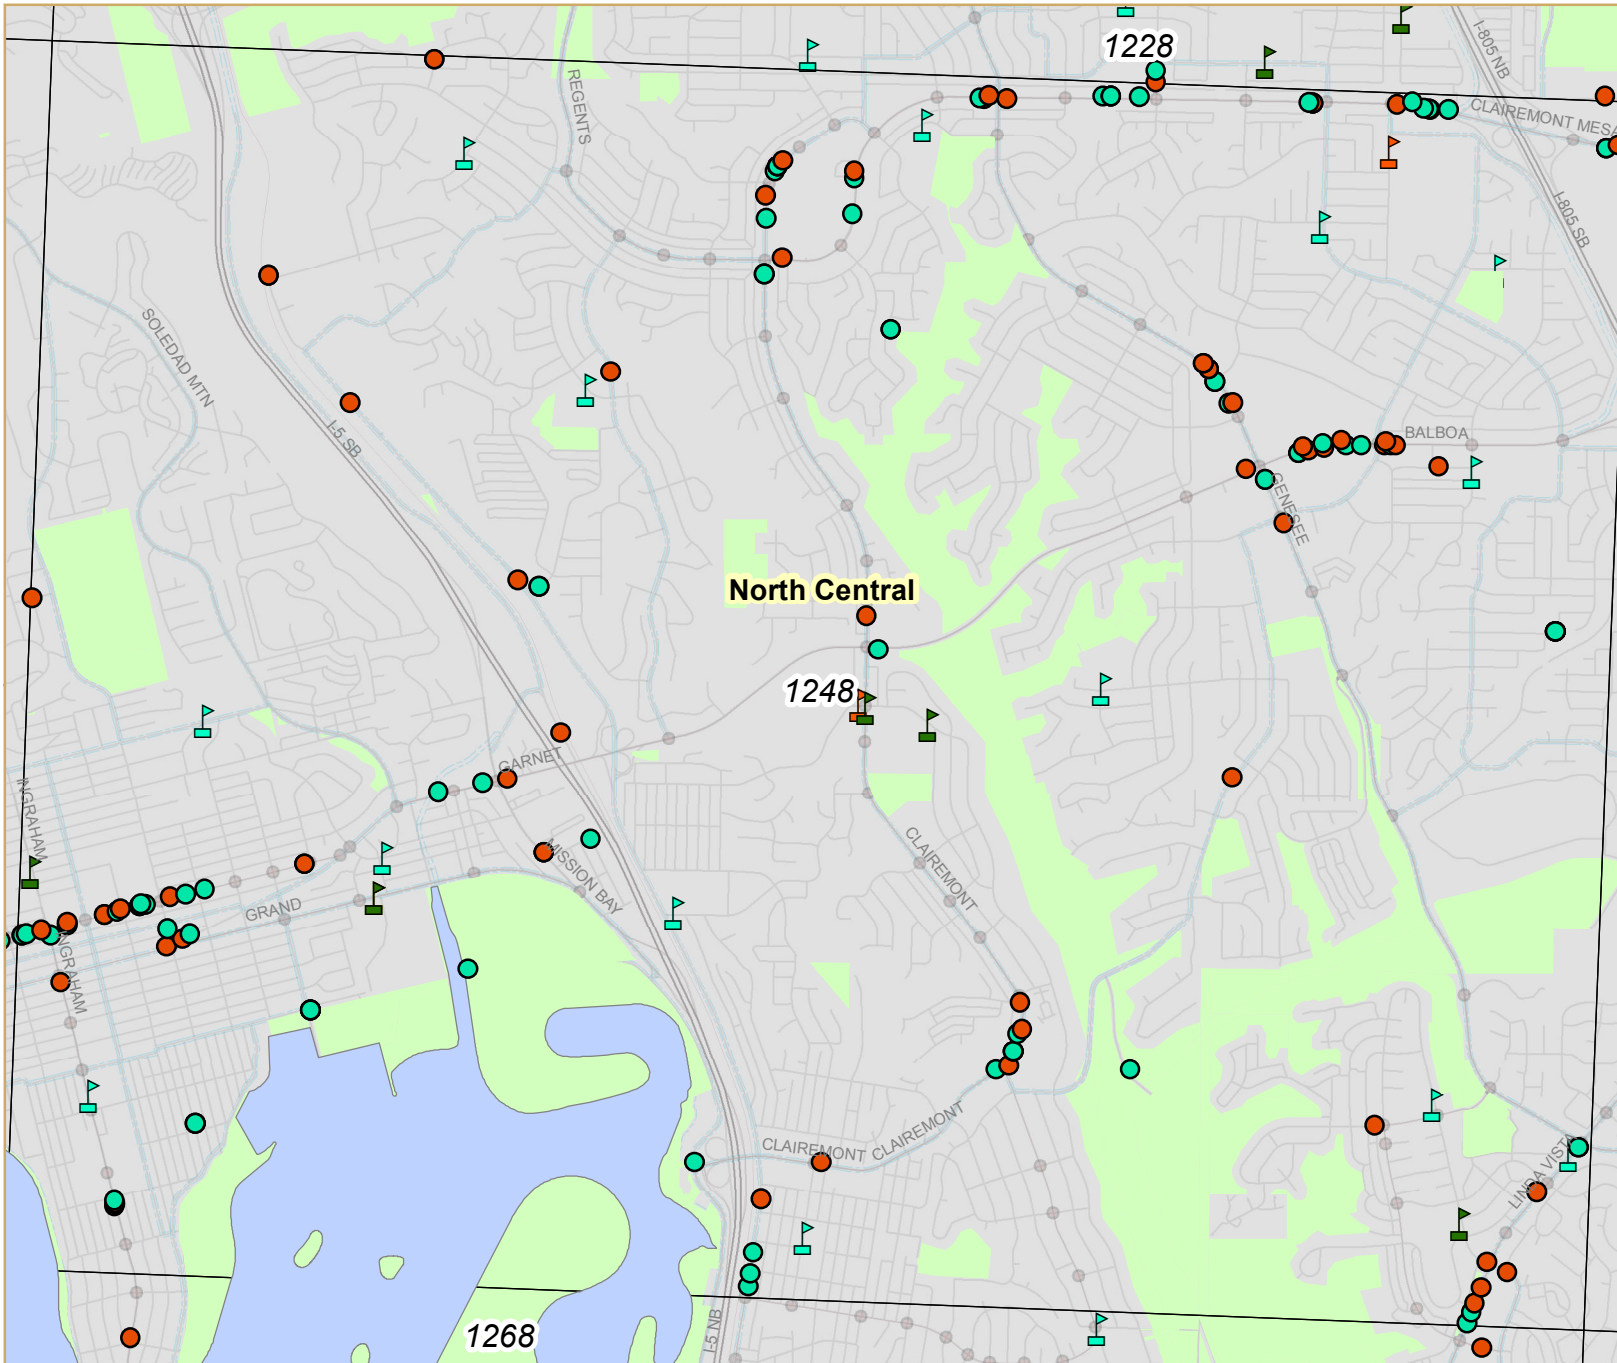 1228
I-805 NB
REGENTS
CLAIREMONT MESA
I-805 SB
SOLEDAD MTN
I-5 SB
BALBOA
GENESEE
North Central
1248
GARNET
INGRAHAM
CLAIREMONT
MISSION BAY
GRAND
INGRAHAM
CLAIREMONT
CLAIREMONT
LINDA VISTA
1268
I-5 NB